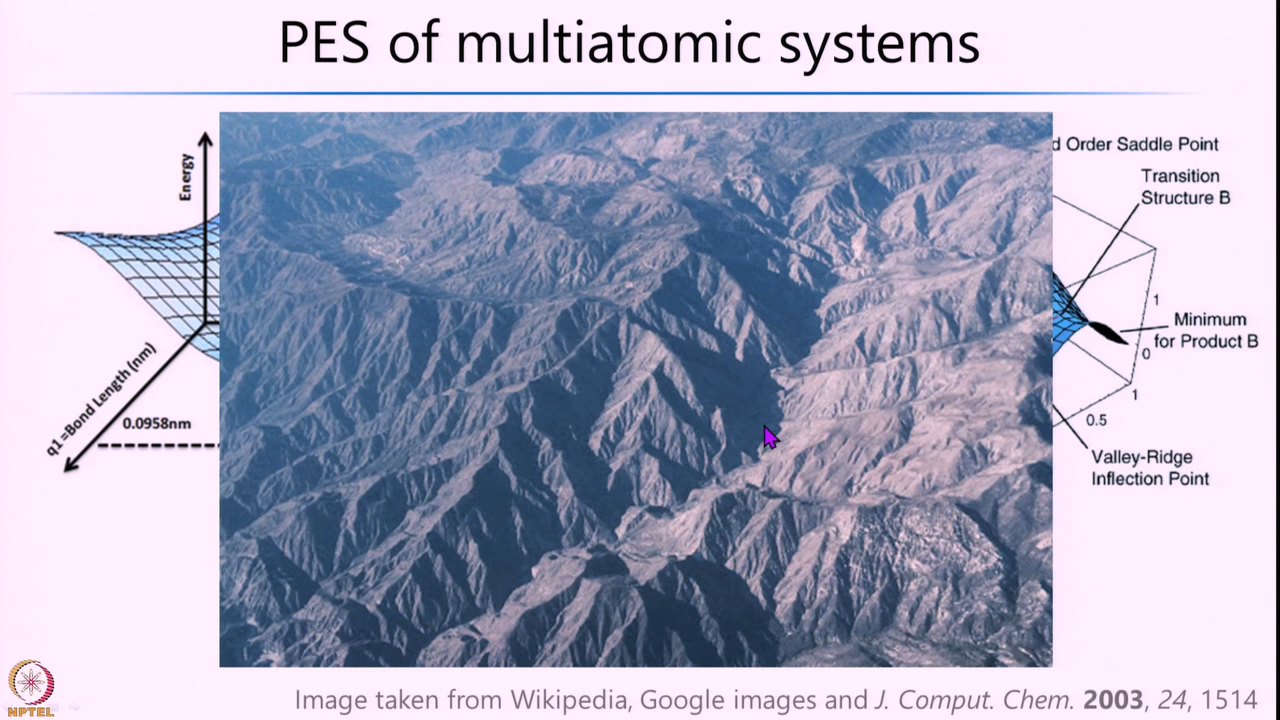 PES of multiatomic systems
Energy
q1 =Bond Length (nm)
0.0958nm
d Order Saddle Point
Transition
Structure B
1
Minimum
for Product B
0
1
0.5
Valley-Ridge
Inflection Point
Image taken from Wikipedia, Google images and J. Comput. Chem. 2003, 24, 1514
NPTEL